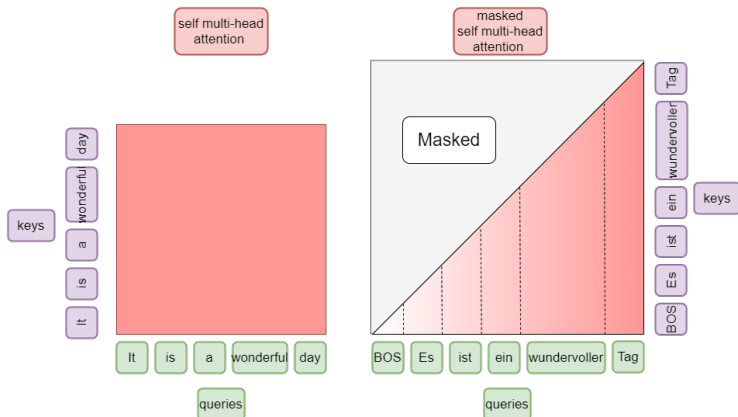 self multi-head
attention
masked
self multi-head
attention
Masked
keys
day
wonderful
a
is
It
Tag
wundervoller
ein
ist
Es
BOS
keys
It is a wonderful day
BOS Es ist ein wundervoller Tag
queries
queries